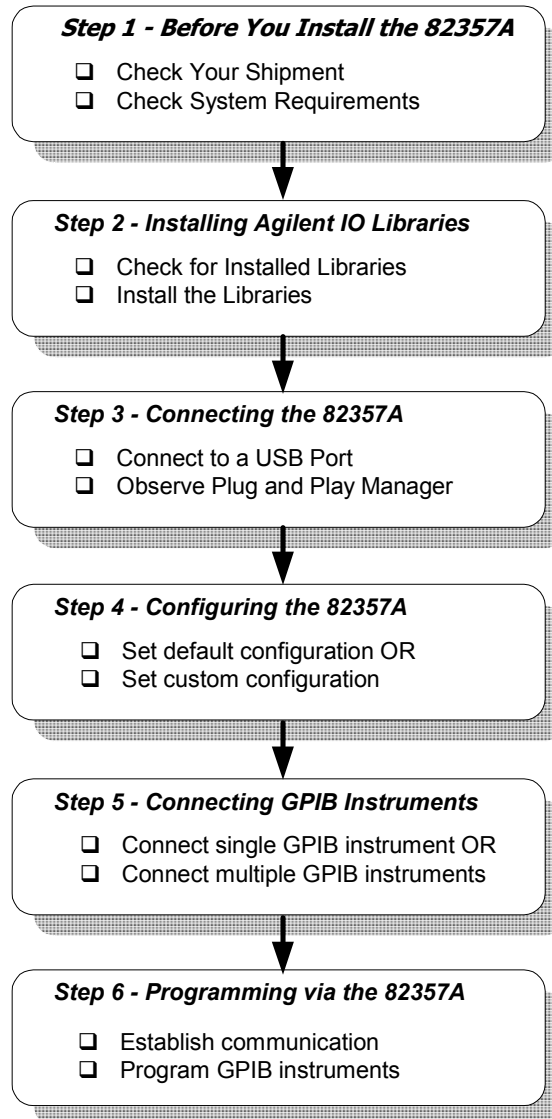 Step 1 - Before You Install the 82357A
❑ Check Your Shipment
❑ Check System Requirements
Step 2 - Installing Agilent IO Libraries
❑ Check for Installed Libraries
❑ Install the Libraries
Step 3 - Connecting the 82357A
❑ Connect to a USB Port
❑ Observe Plug and Play Manager
Step 4 - Configuring the 82357A
❑ Set default configuration OR
❑ Set custom configuration
Step 5 - Connecting GPIB Instruments
❑ Connect single GPIB instrument OR
❑ Connect multiple GPIB instruments
Step 6 - Programming via the 82357A
❑ Establish communication
❑ Program GPIB instruments